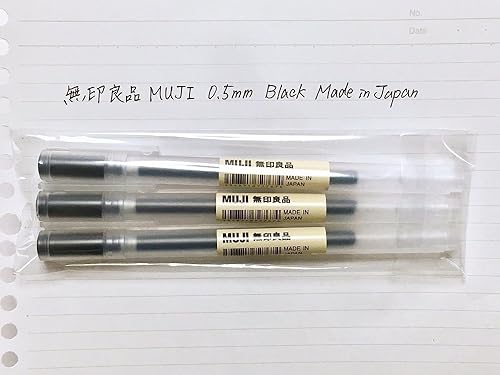 No.
Date
無印良品 MUJI 0.5mm Black Made in Japan
MUJI 無印良品
MADE IN
JAPAN
MUJI 無印良品
MADE IN
JAPAN
MUJI 無印良品
MADE IN
JAPAN